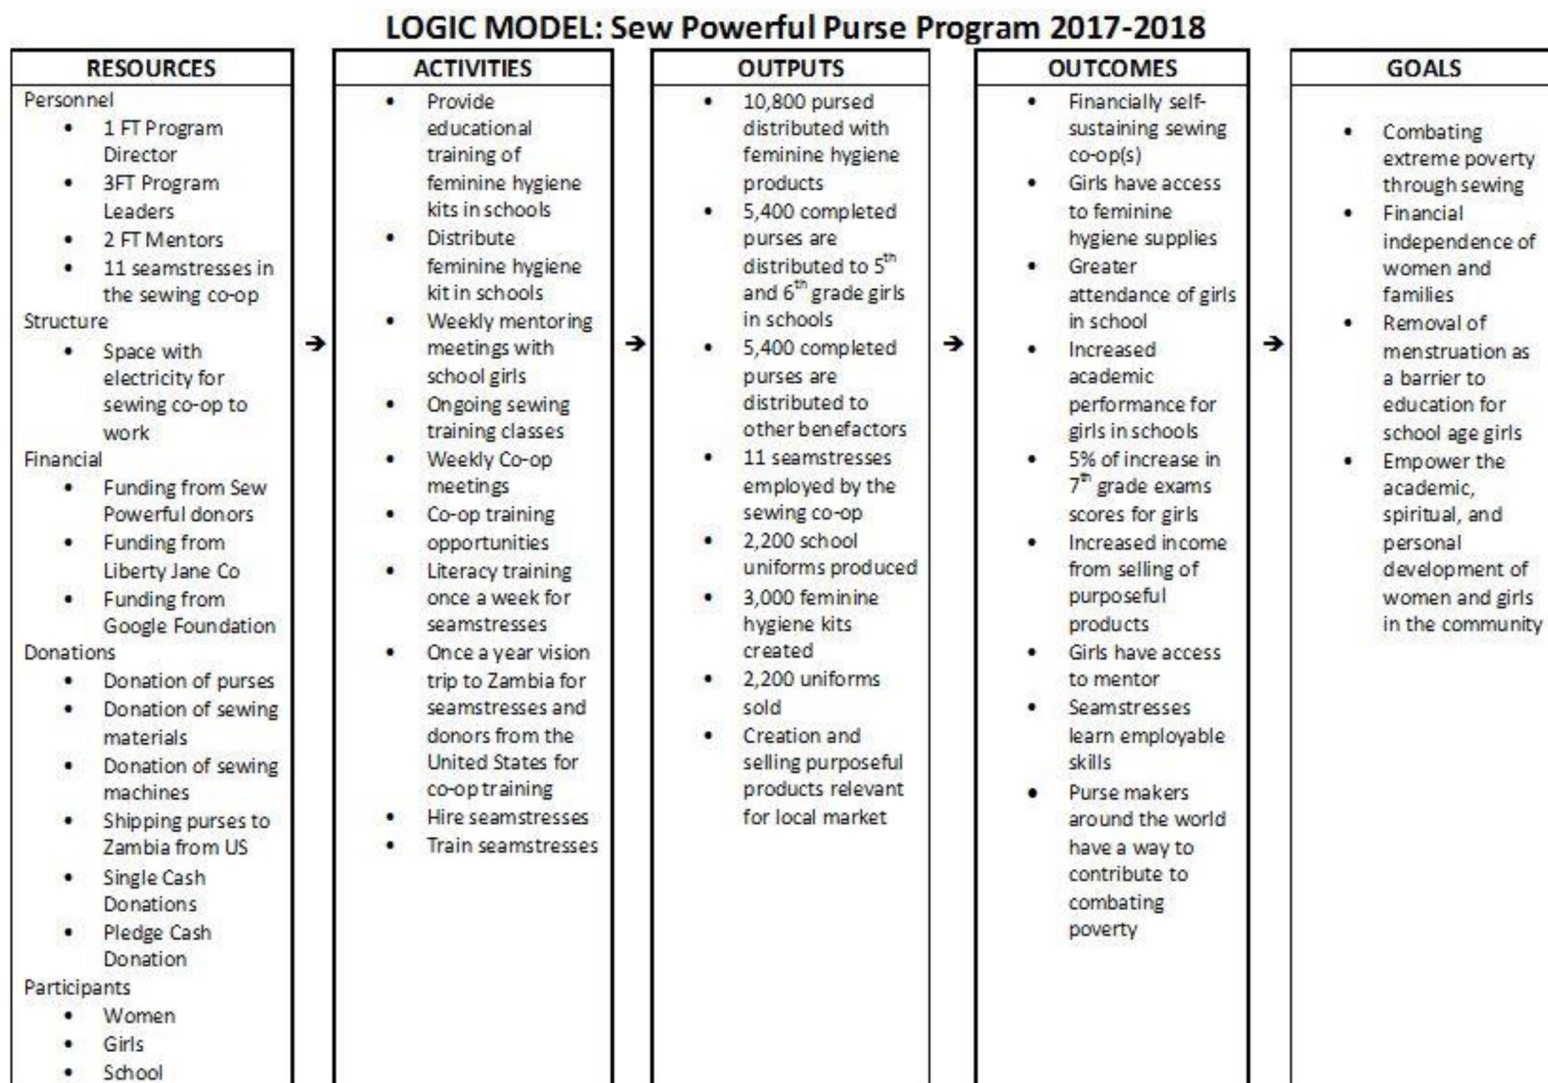 LOGIC MODEL: Sew Powerful Purse Program 2017-2018
RESOURCES
Personnel
• 1 FT Program
Director
• 3FT Program
Leaders
• 2 FT Mentors
• 11 seamstresses in
the sewing co-op
Structure
• Space with
electricity for
sewing co-op to
work
Financial
• Funding from Sew
Powerful donors
• Funding from
Liberty Jane Co
• Funding from
Google Foundation
Donations
• Donation of purses
• Donation of sewing
materials
• Donation of sewing
machines
• Shipping purses to
Zambia from US
• Single Cash
Donations
• Pledge Cash
Donation
Participants
• Women
• Girls
• School
➔
ACTIVITIES
• Provide
educational
training of
feminine hygiene
kits in schools
• Distribute
feminine hygiene
kit in schools
• Weekly mentoring
meetings with
school girls
• Ongoing sewing
training classes
• Weekly Co-op
meetings
• Co-op training
opportunities
• Literacy training
once a week for
seamstresses
• Once a year vision
trip to Zambia for
seamstresses and
donors from the
United States for
co-op training
• Hire seamstresses
• Train seamstresses
➔
OUTPUTS
• 10,800 pursed
distributed with
feminine hygiene
products
• 5,400 completed
purses are
distributed to 5th
and 6th grade girls
in schools
• 5,400 completed
purses are
distributed to
other benefactors
• 11 seamstresses
employed by the
sewing co-op
• 2,200 school
uniforms produced
• 3,000 feminine
hygiene kits
created
• 2,200 uniforms
sold
• Creation and
selling purposeful
products relevant
for local market
➔
OUTCOMES
• Financially self-
sustaining sewing
co-op(s)
• Girls have access
to feminine
hygiene supplies
• Greater
attendance of girls
in school
• Increased
academic
performance for
girls in schools
• 5% of increase in
7th grade exams
scores for girls
• Increased income
from selling of
purposeful
products
• Girls have access
to mentor
• Seamstresses
learn employable
skills
• Purse makers
around the world
have a way to
contribute to
combating
poverty
➔
GOALS
• Combating
extreme poverty
through sewing
• Financial
independence of
women and
families
• Removal of
menstruation as
a barrier to
education for
school age girls
• Empower the
academic,
spiritual, and
personal
development of
women and girls
in the community